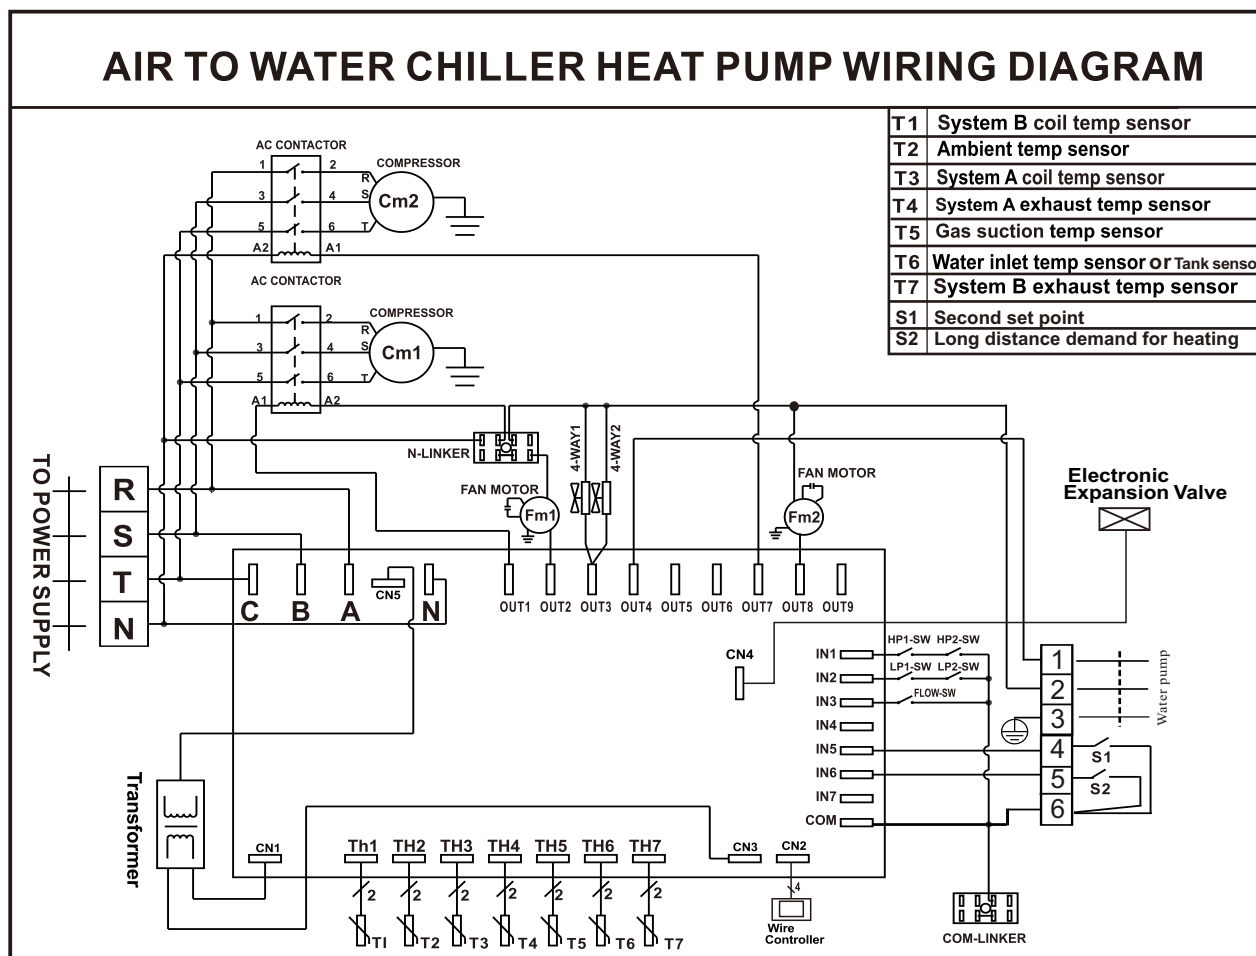 AIR TO WATER CHILLER HEAT PUMP WIRING DIAGRAM
T1 System B coil temp sensor
T2 Ambient temp sensor
T3 System A coil temp sensor
T4 System A exhaust temp sensor
T5 Gas suction temp sensor
T6 Water inlet temp sensor or Tank senso
T7 System B exhaust temp sensor
S1 Second set point
S2 Long distance demand for heating
AC CONTACTOR
1 2 COMPRESSOR
R
3 4 S Cm2
5 6 T
A2 A1
AC CONTACTOR
1 2 COMPRESSOR
R
3 4 S Cm1
5 6 T
A1 A2
N-LINKER
4-WAY1
4-WAY2
FAN MOTOR
Fm1
FAN MOTOR
Fm2
Electronic
Expansion Valve
TO POWER SUPPLY
R
S
T
N
C B A CN5 N
OUT1 OUT2 OUT3 OUT4 OUT5 OUT6 OUT7 OUT8 OUT9
CN4
IN1 HP1-SW HP2-SW
IN2 LP1-SW LP2-SW
IN3 FLOW-SW
IN4
IN5
IN6
IN7
COM
1
2
3
4
5
6
Water pump
S1
S2
Transformer
CN1 Th1 TH2 TH3 TH4 TH5 TH6 TH7 CN3 CN2
2 2 2 2 2 2 2 4
TI T2 T3 T4 T5 T6 T7
Wire
Controller
COM-LINKER